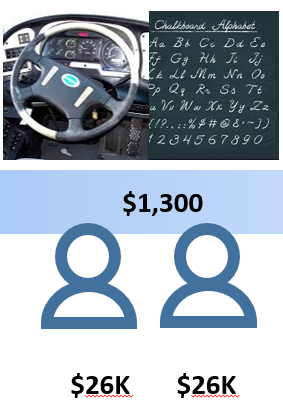 Chalkboard Alphabet
Aa Bb Cc Dd Ee
Ff Gg Hh Ii Jj
Kk Ll Mm Nn Oo
Pp Qq Rr Ss Tt
Uu Vv Ww Xx Yy Zz
(!?..:;%$&·~])
1234567890
$1,300
$26K $26K